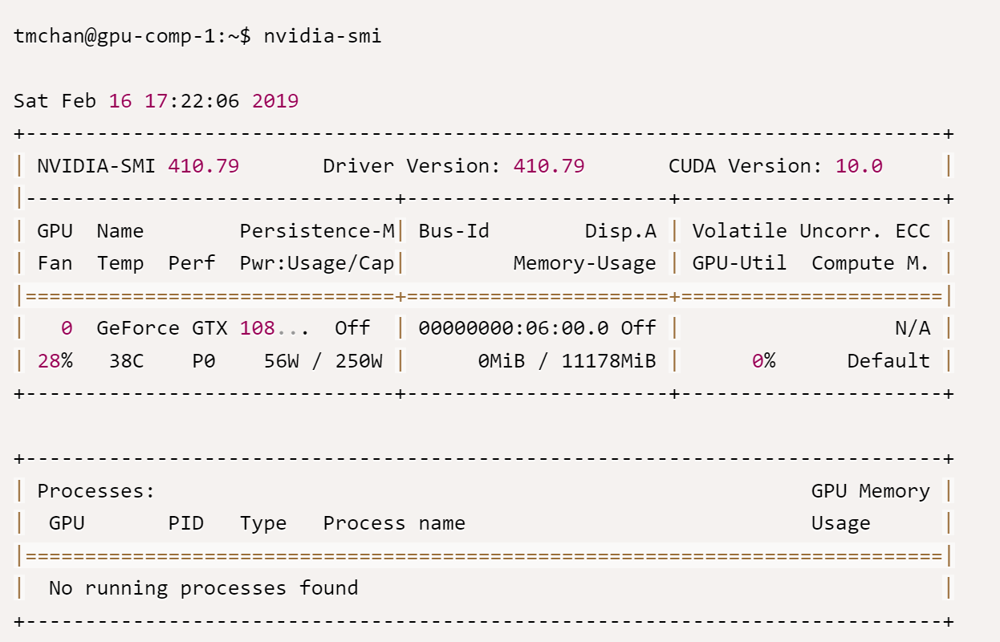 tmchan@gpu-comp-1:~$ nvidia-smi
Sat Feb 16 17:22:06 2019
+-----------------------------------------------------------------------------+
| NVIDIA-SMI 410.79       Driver Version: 410.79       CUDA Version: 10.0     |
|-------------------------------+----------------------+----------------------+
| GPU  Name        Persistence-M| Bus-Id        Disp.A | Volatile Uncorr. ECC |
| Fan  Temp  Perf  Pwr:Usage/Cap|         Memory-Usage | GPU-Util  Compute M. |
|===============================+======================+======================|
|   0  GeForce GTX 108...  Off  | 00000000:06:00.0 Off |                  N/A |
| 28%   38C    P0    56W / 250W |      0MiB / 11178MiB |      0%      Default |
+-------------------------------+----------------------+----------------------+
+-----------------------------------------------------------------------------+
| Processes:                                                       GPU Memory |
|  GPU       PID   Type   Process name                             Usage      |
|=============================================================================|
|  No running processes found                                                 |
+-----------------------------------------------------------------------------+